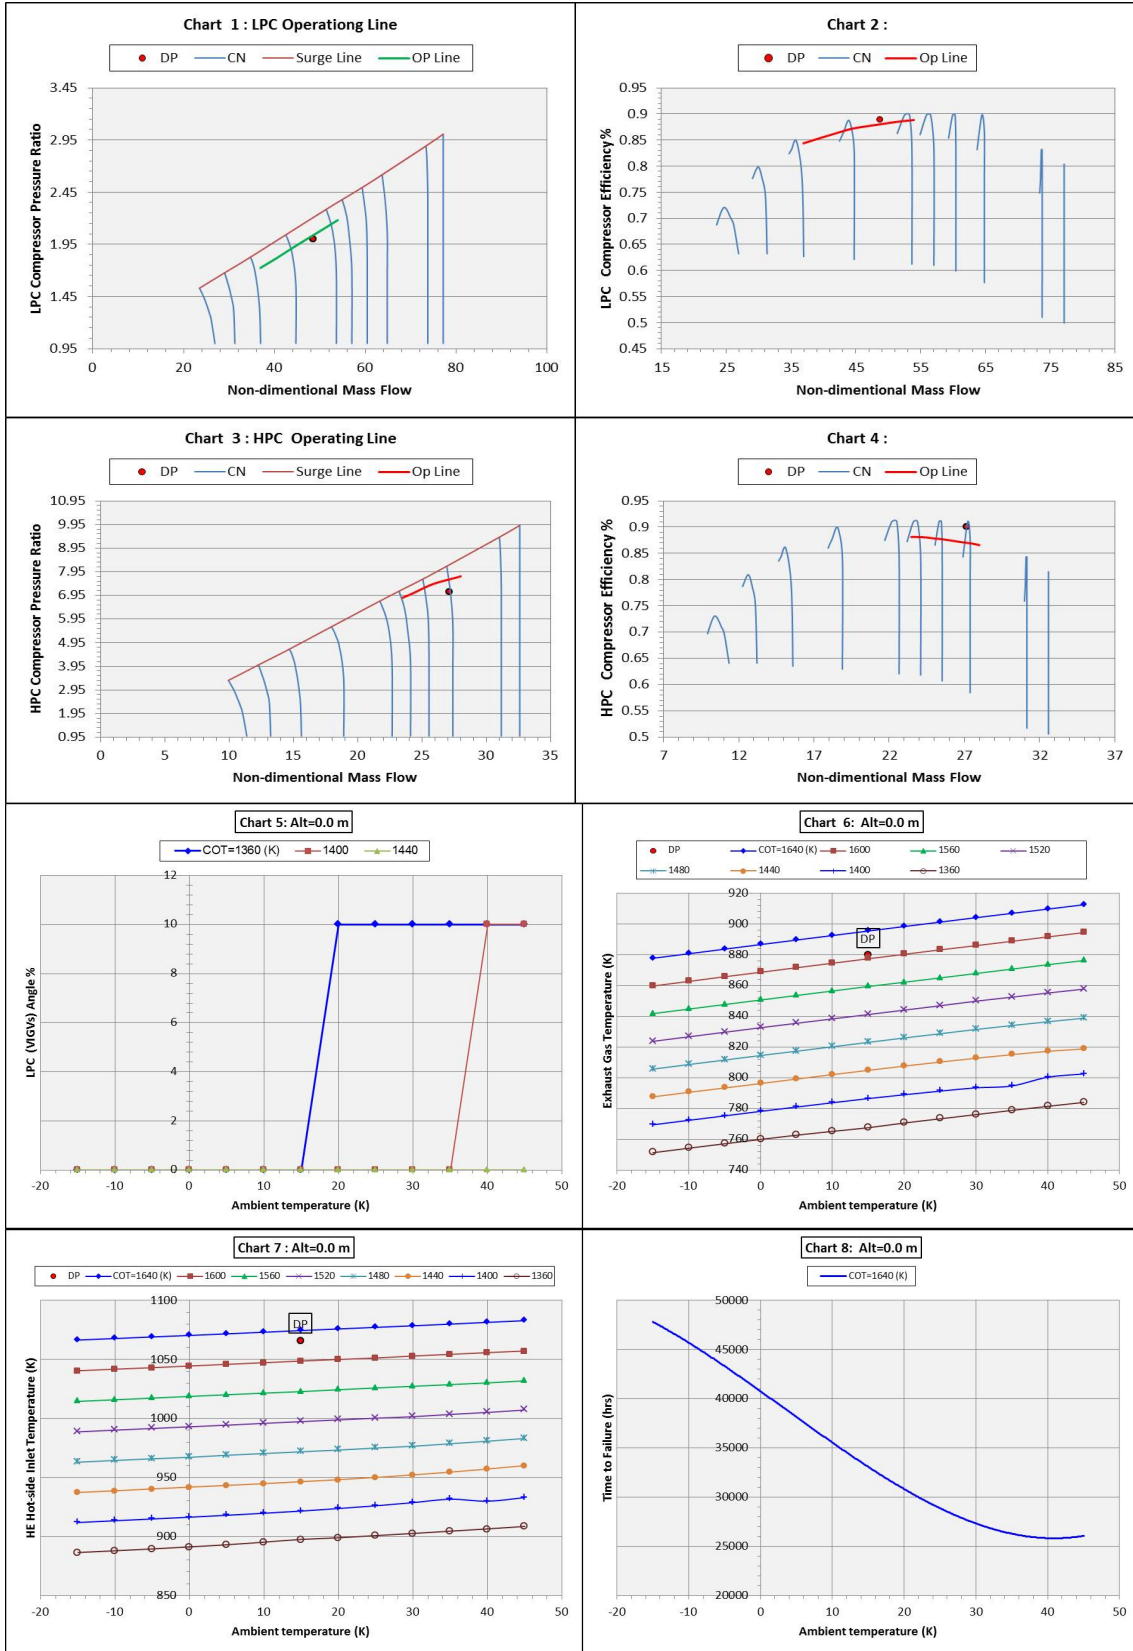 Chart 1 : LPC Operationg Line
DP CN Surge Line OP Line
LPC Compressor Pressure Ratio
3.45
2.95
2.45
1.95
1.45
0.95
0 20 40 60 80 100
Non-dimentional Mass Flow
Chart 2 :
DP CN Op Line
LPC Compressor Efficiency %
0.95
0.9
0.85
0.8
0.75
0.7
0.65
0.6
0.55
0.5
0.45
15 25 35 45 55 65 75 85
Non-dimentional Mass Flow
Chart 3 : HPC Operating Line
DP CN Surge Line Op Line
HPC Compressor Pressure Ratio
10.95
9.95
8.95
7.95
6.95
5.95
4.95
3.95
2.95
1.95
0.95
0 5 10 15 20 25 30 35
Non-dimentional Mass Flow
Chart 4 :
DP CN Op Line
HPC Compressor Efficiency %
0.95
0.9
0.85
0.8
0.75
0.7
0.65
0.6
0.55
0.5
7 12 17 22 27 32 37
Non-dimentional Mass Flow
Chart 5: Alt=0.0 m
COT=1360 (K) 1400 1440
LPC (VIGVs) Angle %
12
10
8
6
4
2
0
-20 -10 0 10 20 30 40 50
Ambient temperature (K)
Chart 6: Alt=0.0 m
DP COT=1640 (K) 1600 1560 1520
1480 1440 1400 1360
Exhaust Gas Temperature (K)
920
900
880
860
840
820
800
780
760
740
DP
-20 -10 0 10 20 30 40 50
Ambient temperature (K)
Chart 7 : Alt=0.0 m
DP COT=1640 (K) 1600 1560 1520 1480 1440 1400 1360
HE Hot-side Inlet Temperature (K)
1100
1050
1000
950
900
850
DP
-20 -10 0 10 20 30 40 50
Ambient temperature (K)
Chart 8: Alt=0.0 m
COT=1640 (K)
Time to Failure (hrs)
50000
45000
40000
35000
30000
25000
20000
-20 -10 0 10 20 30 40 50
Ambient temperature (K)